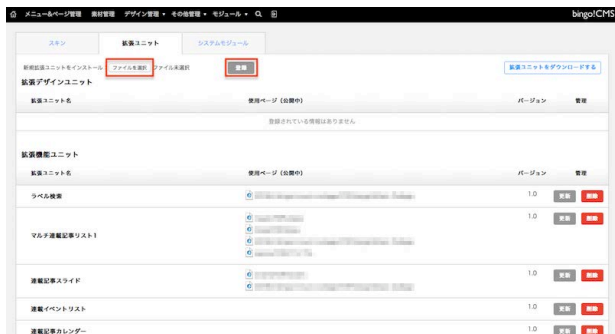 メニュー&ページ管理 素材管理 デザイン管理 その他管理 モジュール bingo!CMS
スキン 拡張ユニット システムモジュール
新規拡張ユニットをインストール ファイルを選択 ファイル未選択 登録 拡張ユニットをダウンロードする
拡張デザインユニット
拡張ユニット名 使用ページ（公開中） バージョン 管理
登録されている情報はありません
拡張機能ユニット
拡張ユニット名 使用ページ（公開中） バージョン 管理
ラベル検索 1.0 更新 削除
マルチ連載記事リスト1 1.0 更新 削除
連載記事スライド 1.0 更新 削除
連載イベントリスト 1.0 更新 削除
連載記事カレンダー 1.0 更新 削除